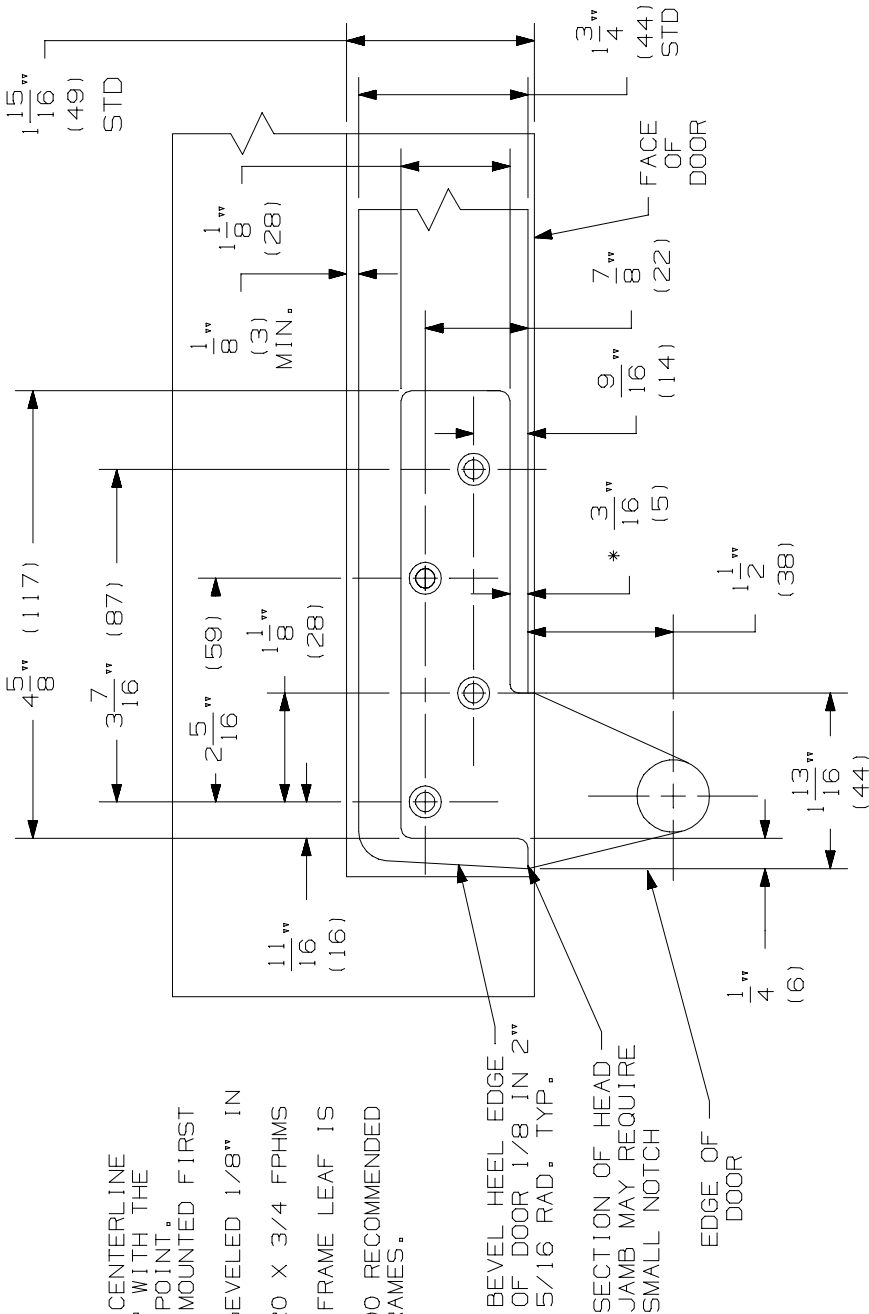 CENTERLINE
WITH THE
POINT.
MOUNTED FIRST
BEVELED 1/8" IN
20 X 3/4 FPHMS
FRAME LEAF IS
RECOMMENDED
BEVEL HEEL EDGE
OF DOOR 1/8 IN 2"
5/16 RAD. TYP.
SECTION OF HEAD
JAMB MAY REQUIRE
SMALL NOTCH
EDGE OF
DOOR
4 5/8" (117)
3 7/16" (87)
2 5/16" (59)
1 1/8"
(28)
11/16"
(16)
1 15/16"
(49)
STD
1 1/8"
(28)
1/8"
(3)
MIN.
1 3/4"
(44)
STD
FACE
OF
DOOR
7/8"
(22)
9/16"
(14)
* 3/16"
(5)
1 1/2"
(38)
1 13/16"
(44)
1/4"
(6)